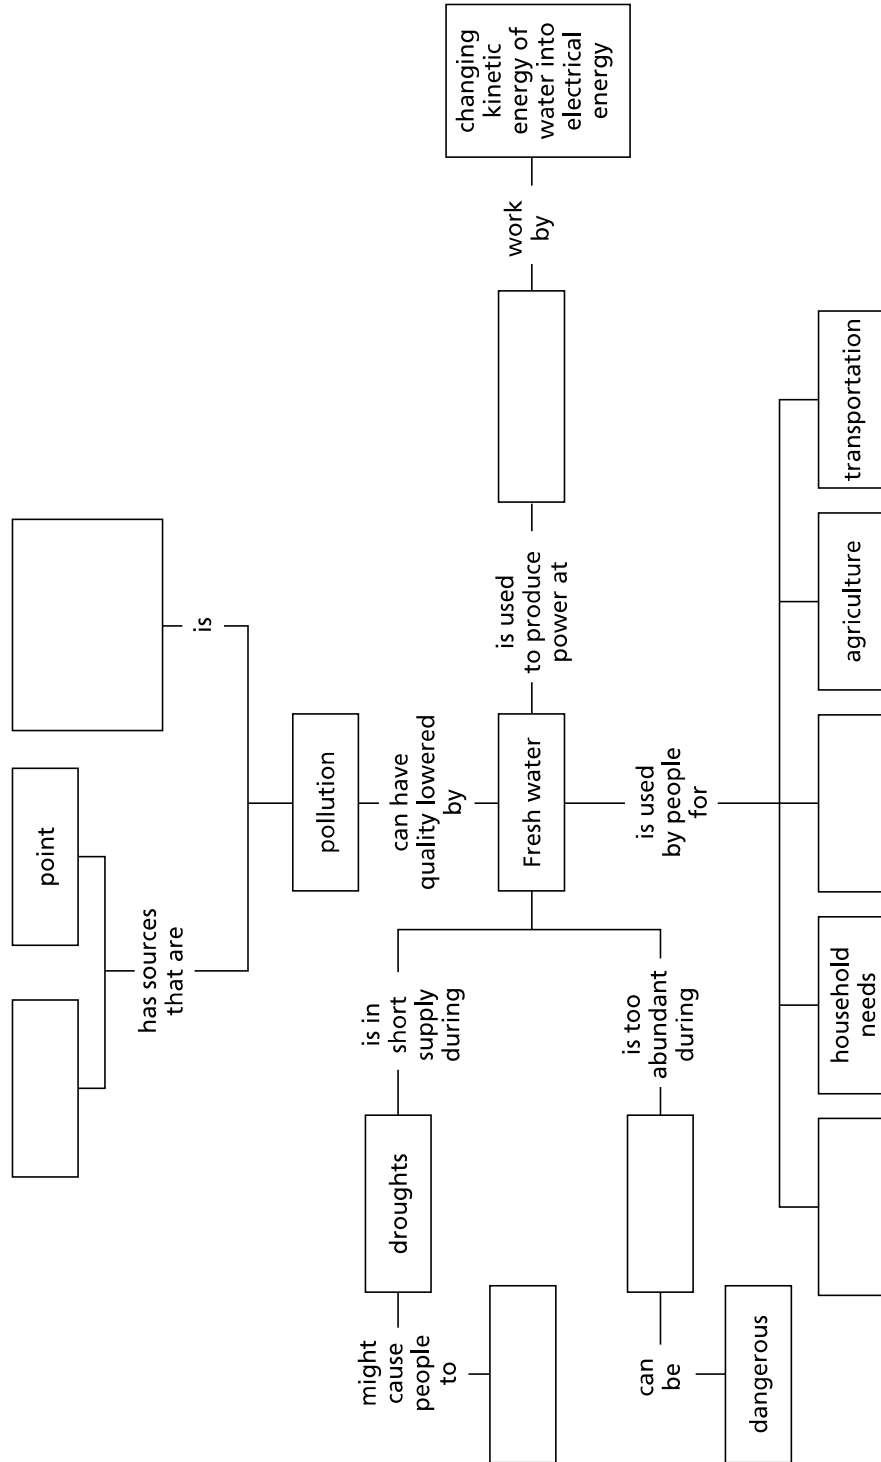 point
has sources
that are
is
pollution
might
cause
people
to
droughts
is in
short
supply
during
can have
quality lowered
by
Fresh water
is used
to produce
power at
work
by
changing
kinetic
energy of
water into
electrical
energy
can
be
dangerous
is too
abundant
during
is used
by people
for
household
needs
agriculture
transportation